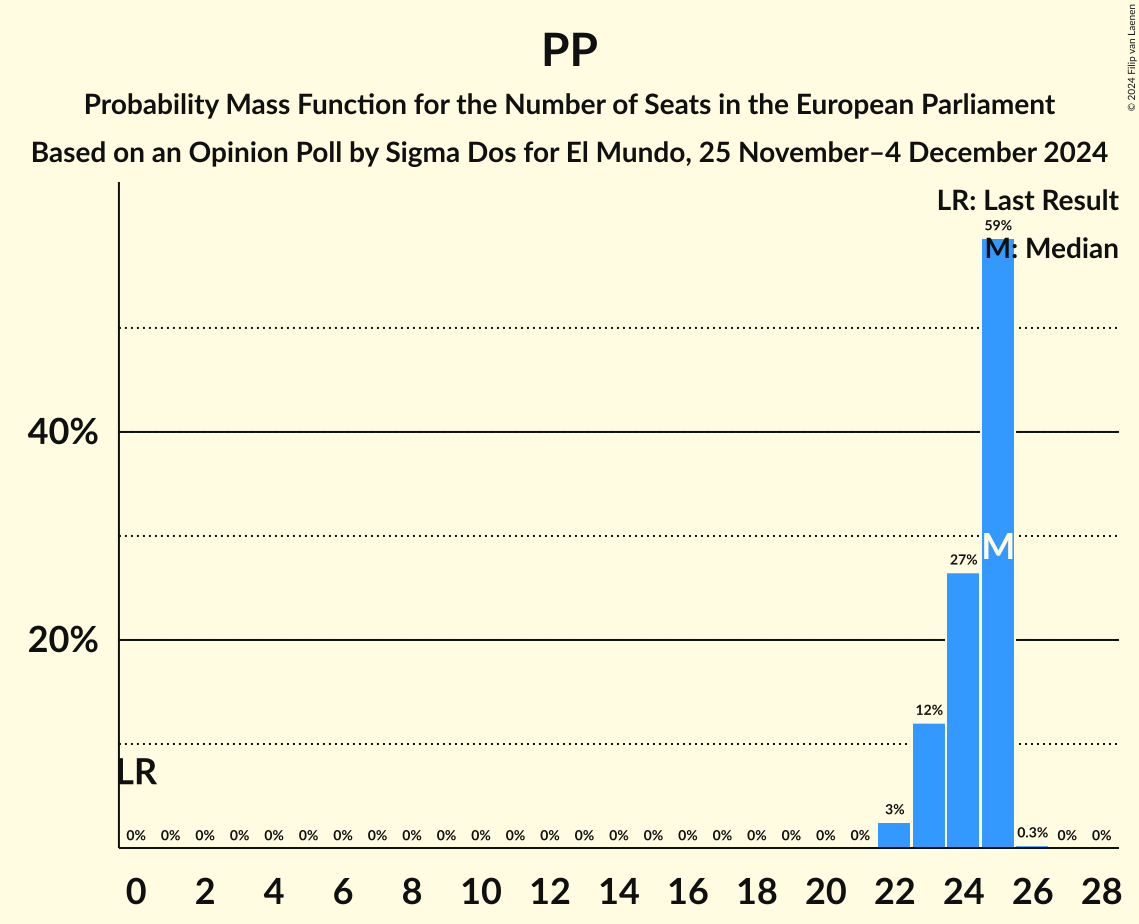 PP
Probability Mass Function for the Number of Seats in the European Parliament
Based on an Opinion Poll by Sigma Dos for El Mundo, 25 November–4 December 2024
© 2024 Filip van Laenen
LR: Last Result
59%
M: Median
40%
M
27%
20%
12%
LR
3%
0% 0% 0% 0% 0% 0% 0% 0% 0% 0% 0% 0% 0% 0% 0% 0% 0% 0% 0% 0% 0% 0% 0.3% 0% 0%
0 2 4 6 8 10 12 14 16 18 20 22 24 26 28